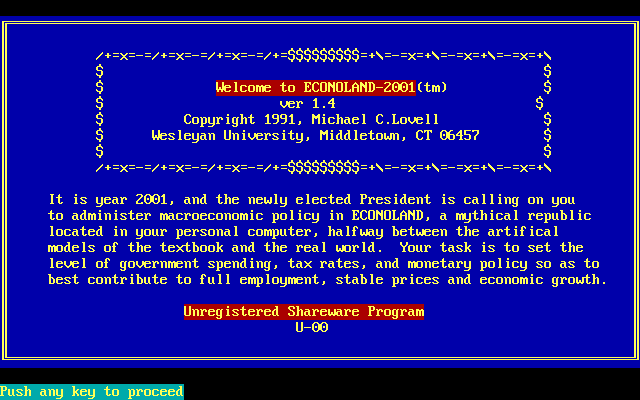 /+=x=-=/+=x=-=/+=x=-=/+=$$$$$$$$$=+\=-=x=+\=-=x=+\=-=x=+\
$ $
$ Welcome to ECONOLAND-2001(tm) $
$ ver 1.4 $
$ Copyright 1991, Michael C.Lovell $
$ Wesleyan University, Middletown, CT 06457 $
$ $
/+=x=-=/+=x=-=/+=x=-=/+=$$$$$$$$$=+\=-=x=+\=-=x=+\=-=x=+\
It is year 2001, and the newly elected President is calling on you
to administer macroeconomic policy in ECONOLAND, a mythical republic
located in your personal computer, halfway between the artifical
models of the textbook and the real world.  Your task is to set the
level of government spending, tax rates, and monetary policy so as to
best contribute to full employment, stable prices and economic growth.
Unregistered Shareware Program
U-00
Push any key to proceed